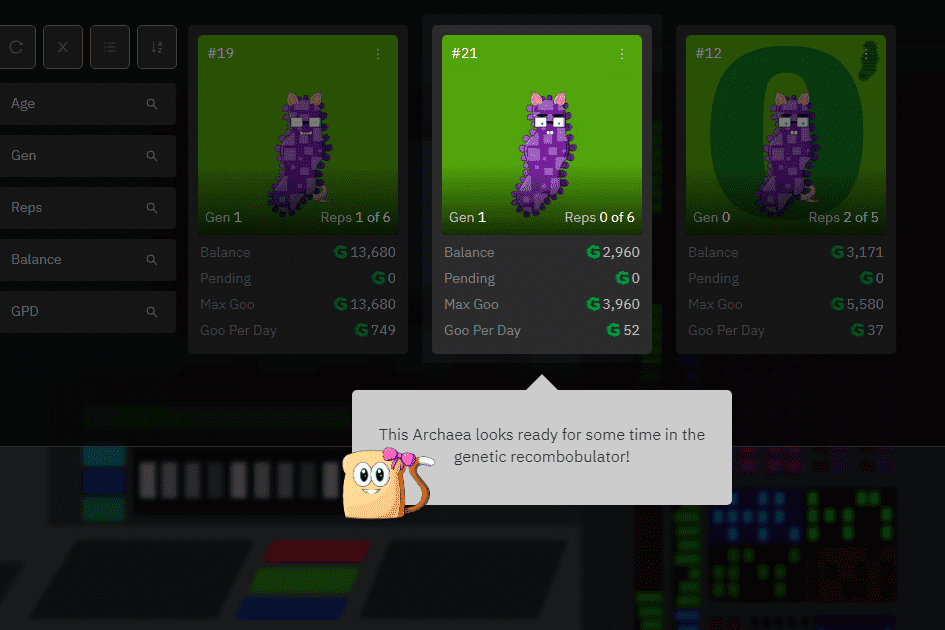 #19
Gen 1
Reps 1 of 6
Balance 13,680
Pending 0
Max Goo 13,680
Goo Per Day 749
#21
Gen 1
Reps 0 of 6
Balance 2,960
Pending 0
Max Goo 3,960
Goo Per Day 52
#12
Gen 0
Reps 2 of 5
Balance 3,171
Pending 0
Max Goo 5,580
Goo Per Day 37
Age
Gen
Reps
Balance
GPD
This Archaea looks ready for some time in the
genetic recombobulator!